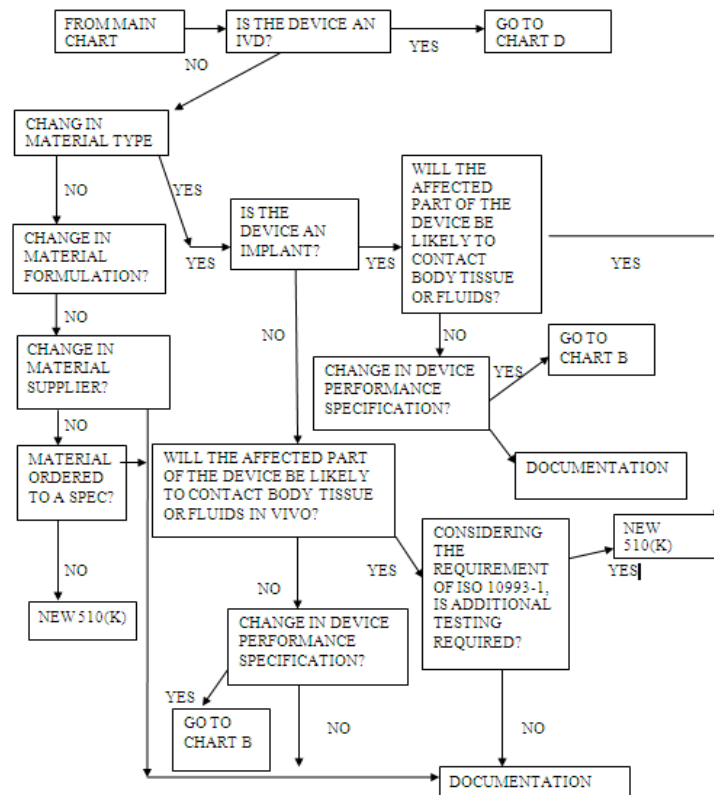 FROM MAIN
CHART
IS THE DEVICE AN
IVD?
YES
GO TO
CHART D
NO
CHANG IN
MATERIAL TYPE
NO
YES
WILL THE
AFFECTED
PART OF THE
DEVICE BE
LIKELY TO
CONTACT
BODY TISSUE
OR FLUIDS?
IS THE
DEVICE AN
IMPLANT?
YES
YES
YES
CHANGE IN
MATERIAL
FORMULATION?
NO
NO
NO
CHANGE IN
MATERIAL
SUPPLIER?
CHANGE IN DEVICE
PERFORMANCE
SPECIFICATION?
YES
GO TO
CHART B
NO
MATERIAL
ORDERED
TO A SPEC?
WILL THE AFFECTED PART
OF THE DEVICE BE LIKELY
TO CONTACT BODY TISSUE
OR FLUIDS IN VIVO?
DOCUMENTATION
CONSIDERING
THE
REQUIREMENT
OF ISO 10993-1,
IS ADDITIONAL
TESTING
REQUIRED?
NEW
510(K)
YES
NO
NO
YES
NEW 510(K)
CHANGE IN DEVICE
PERFORMANCE
SPECIFICATION?
YES
GO TO
CHART B
NO
NO
DOCUMENTATION